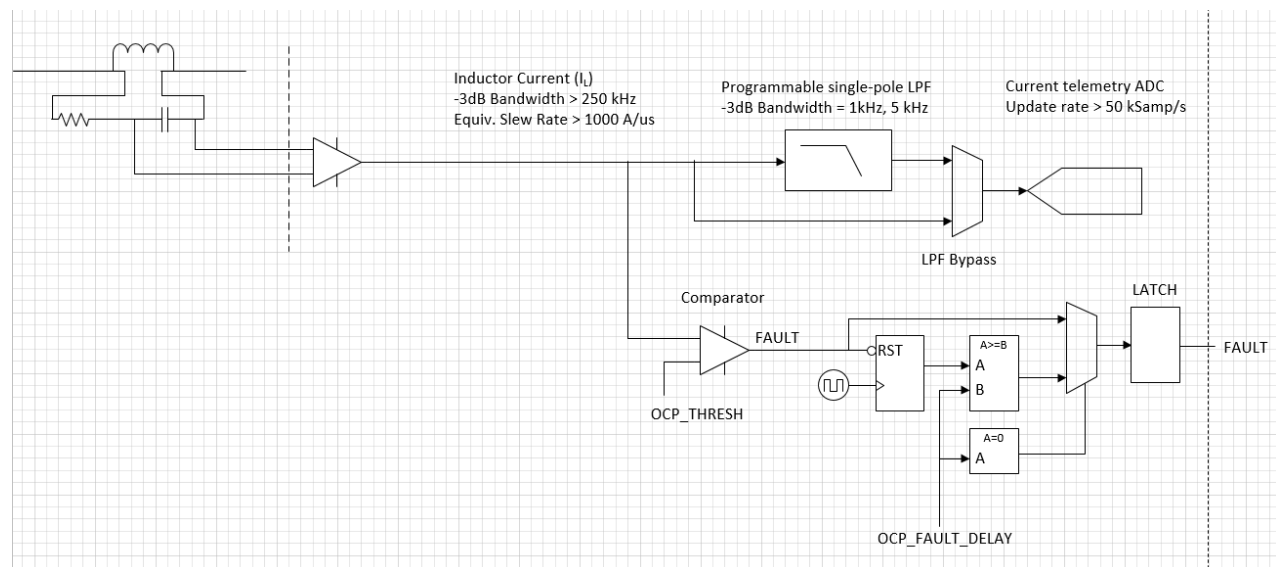 Inductor Current (IL)
-3dB Bandwidth > 250 kHz
Equiv. Slew Rate > 1000 A/us
Programmable single-pole LPF
-3dB Bandwidth = 1kHz, 5 kHz
Current telemetry ADC
Update rate > 50 kSamp/s
LPF Bypass
Comparator
FAULT
OCP_THRESH
RST
A>=B
A
B
A=0
A
OCP_FAULT_DELAY
LATCH
FAULT